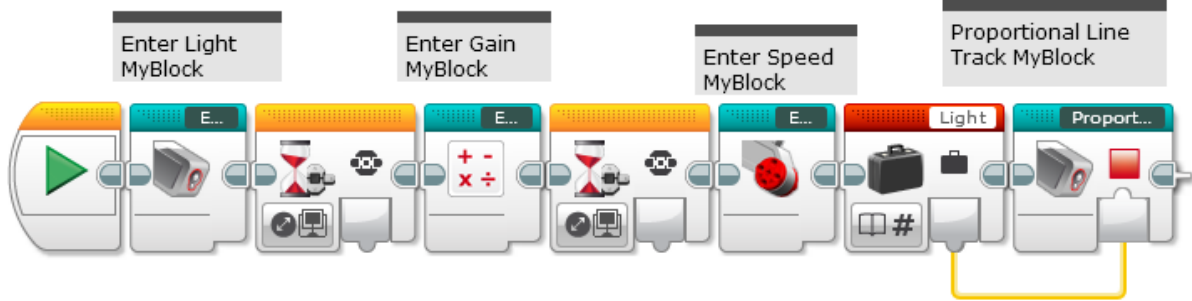 Enter Light
MyBlock
Enter Gain
MyBlock
Enter Speed
MyBlock
Proportional Line
Track MyBlock
E...
E...
E...
Light
Proport...
+ -
x ÷
#